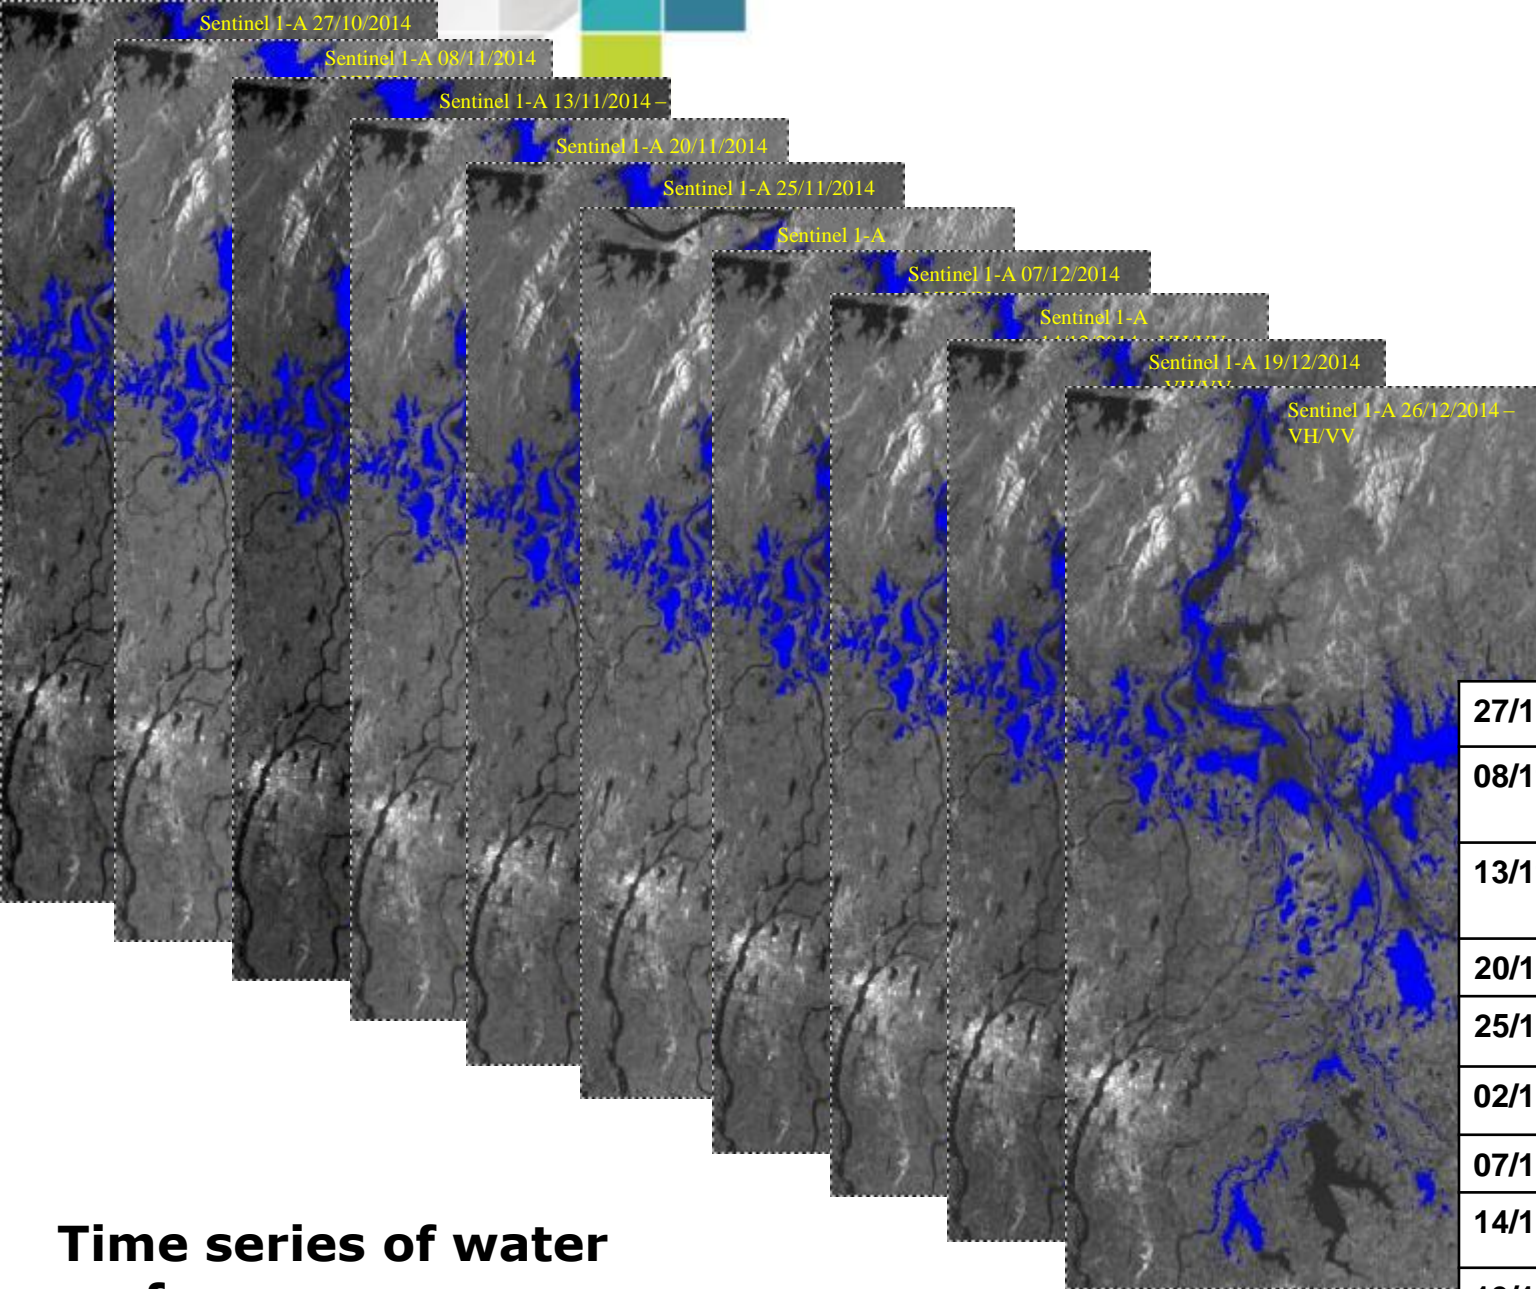 Sentinel 1-A 27/10/2014
Sentinel 1-A 08/11/2014
Sentinel 1-A 13/11/2014 –
Sentinel 1-A 20/11/2014
Sentinel 1-A 25/11/2014
Sentinel 1-A
Sentinel 1-A 07/12/2014
Sentinel 1-A
Sentinel 1-A 19/12/2014
VH/VV
Sentinel 1-A 26/12/2014 –
VH/VV
27/1
08/1
13/1
20/1
25/1
02/1
07/1
14/1
Time series of water